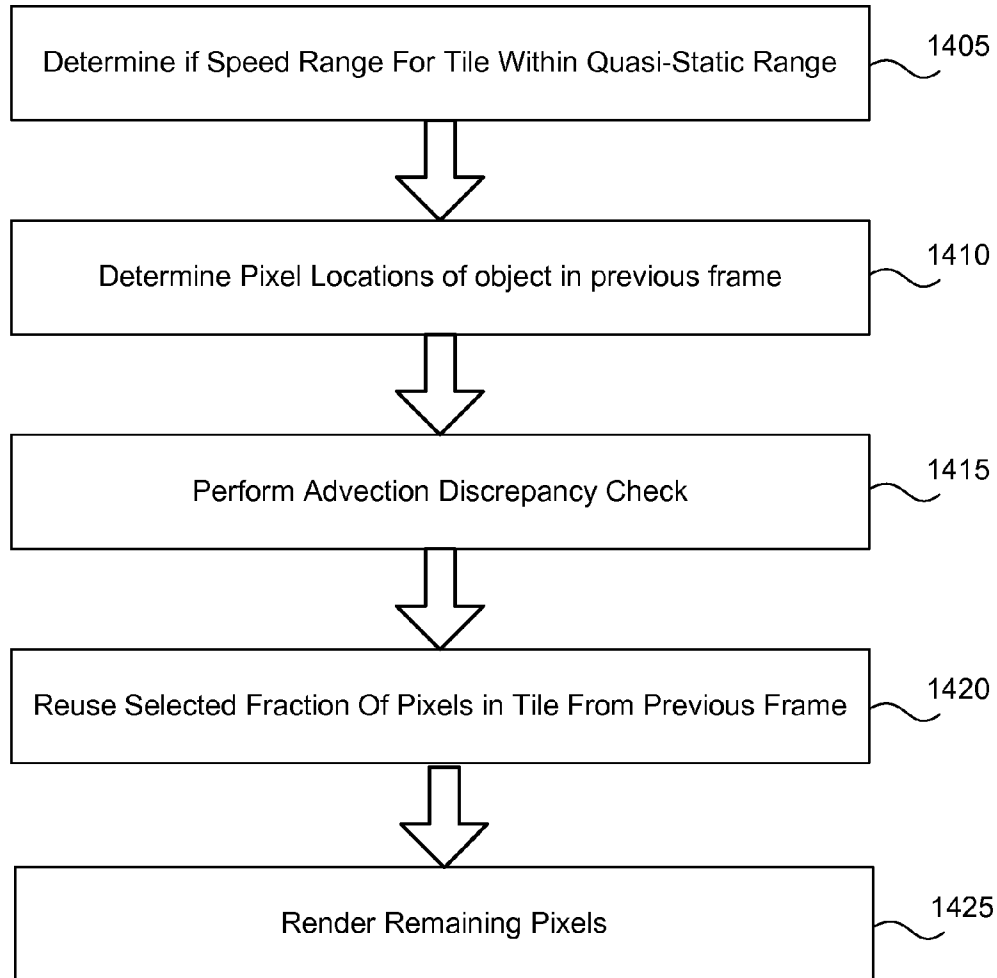 Determine if Speed Range For Tile Within Quasi-Static Range
1405
Determine Pixel Locations of object in previous frame
1410
Perform Advection Discrepancy Check
1415
Reuse Selected Fraction Of Pixels in Tile From Previous Frame
1420
Render Remaining Pixels
1425